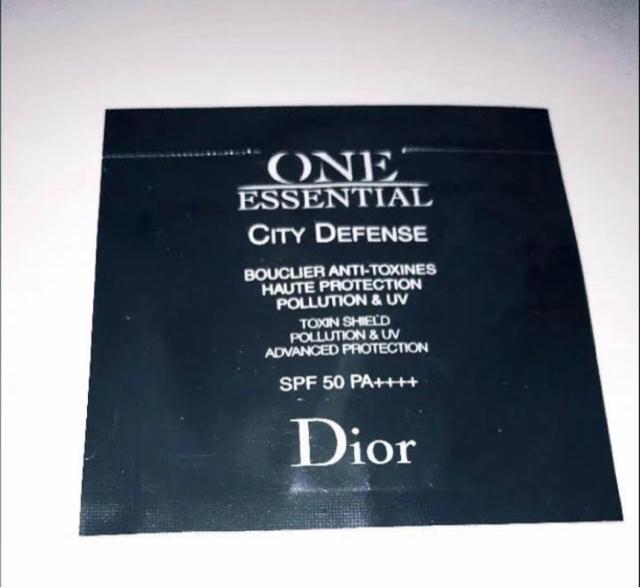 ONE
ESSENTIAL
CITY DEFENSE
BOUCLIER ANTI-TOXINES
HAUTE PROTECTION
POLLUTION & UV
TOXIN SHIELD
POLLUTION & UV
ADVANCED PROTECTION
SPF 50 PA++++
Dior